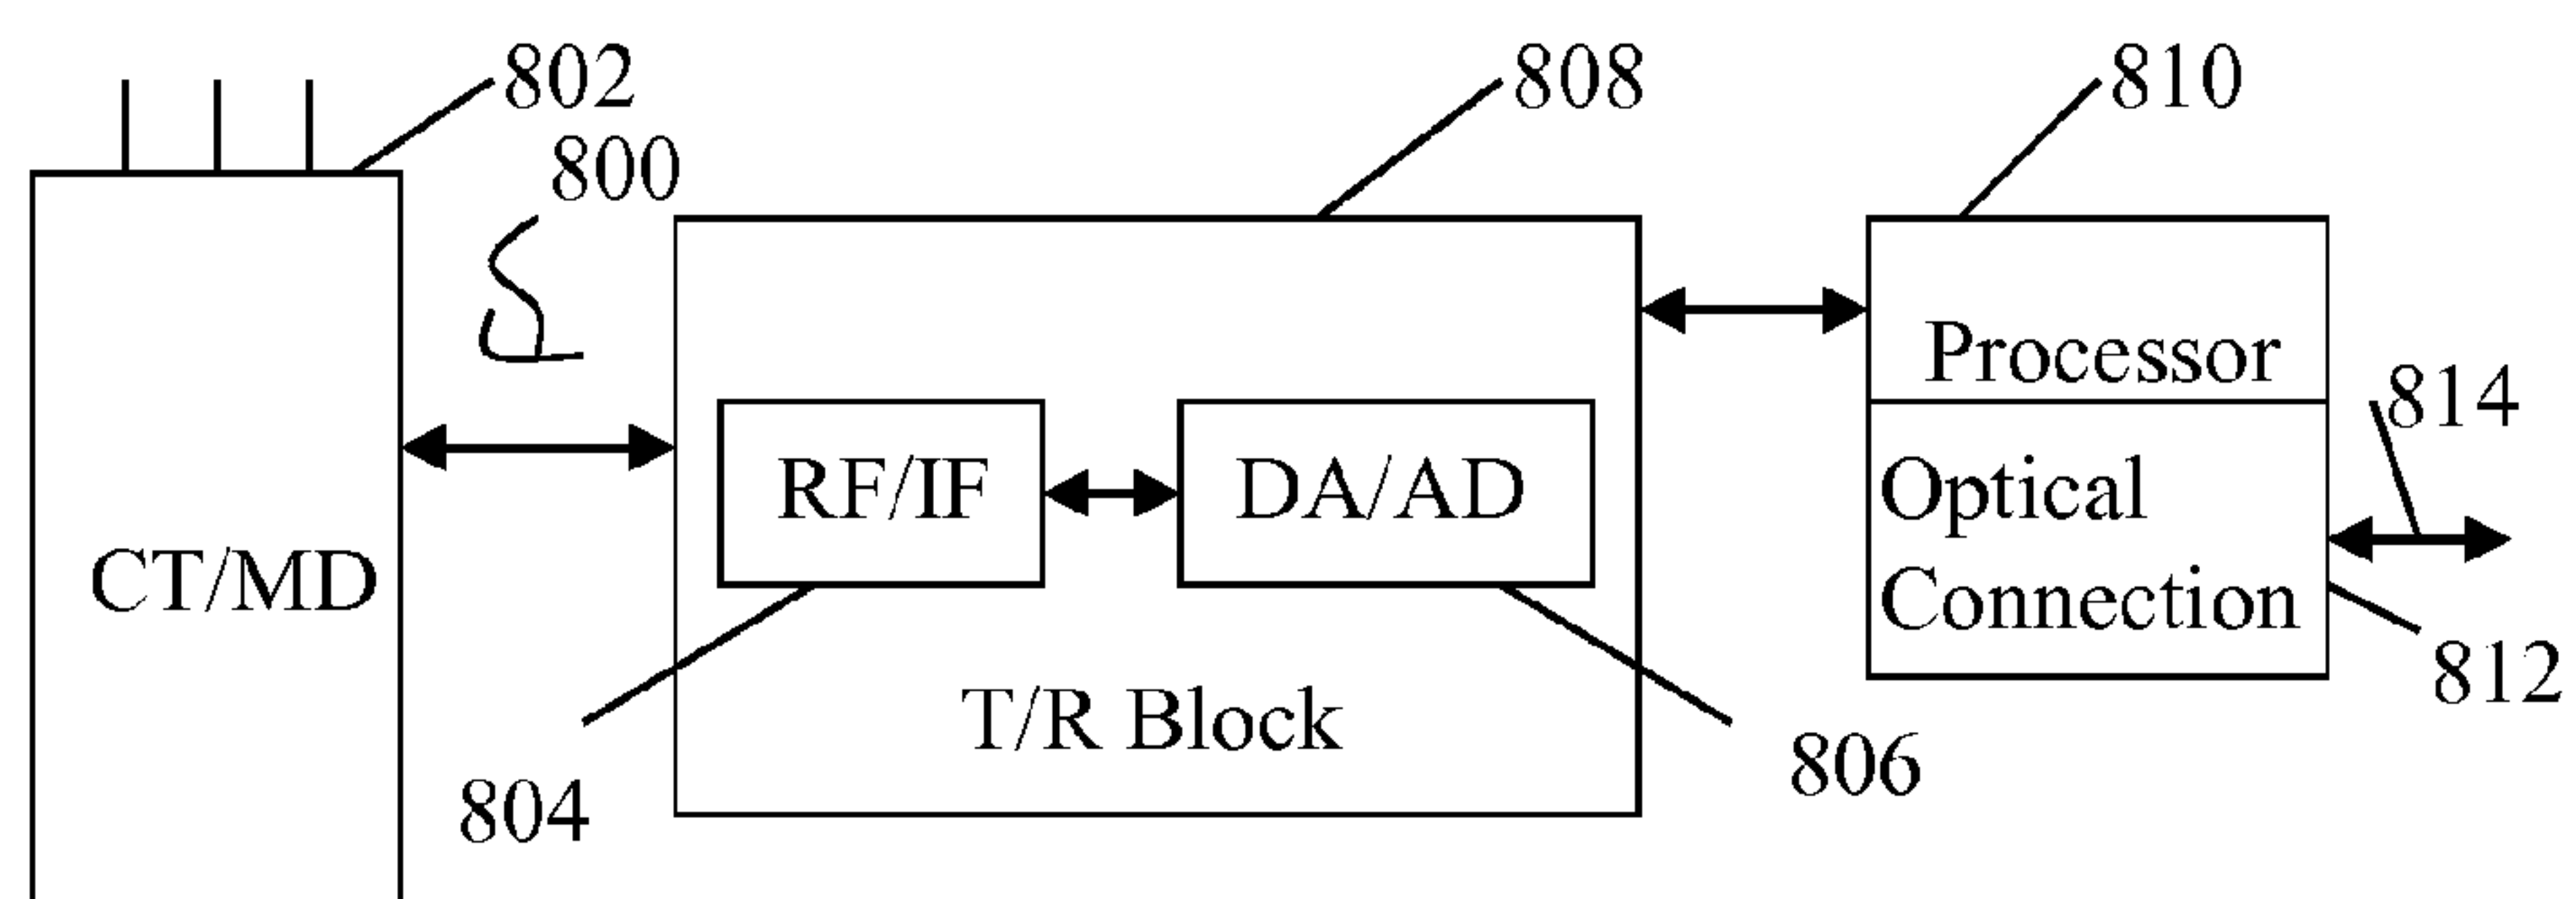 802
808
810
800
Processor
814
RF/IF
DA/AD
Optical
CT/MD
Connection
812
T/R Block
806
804